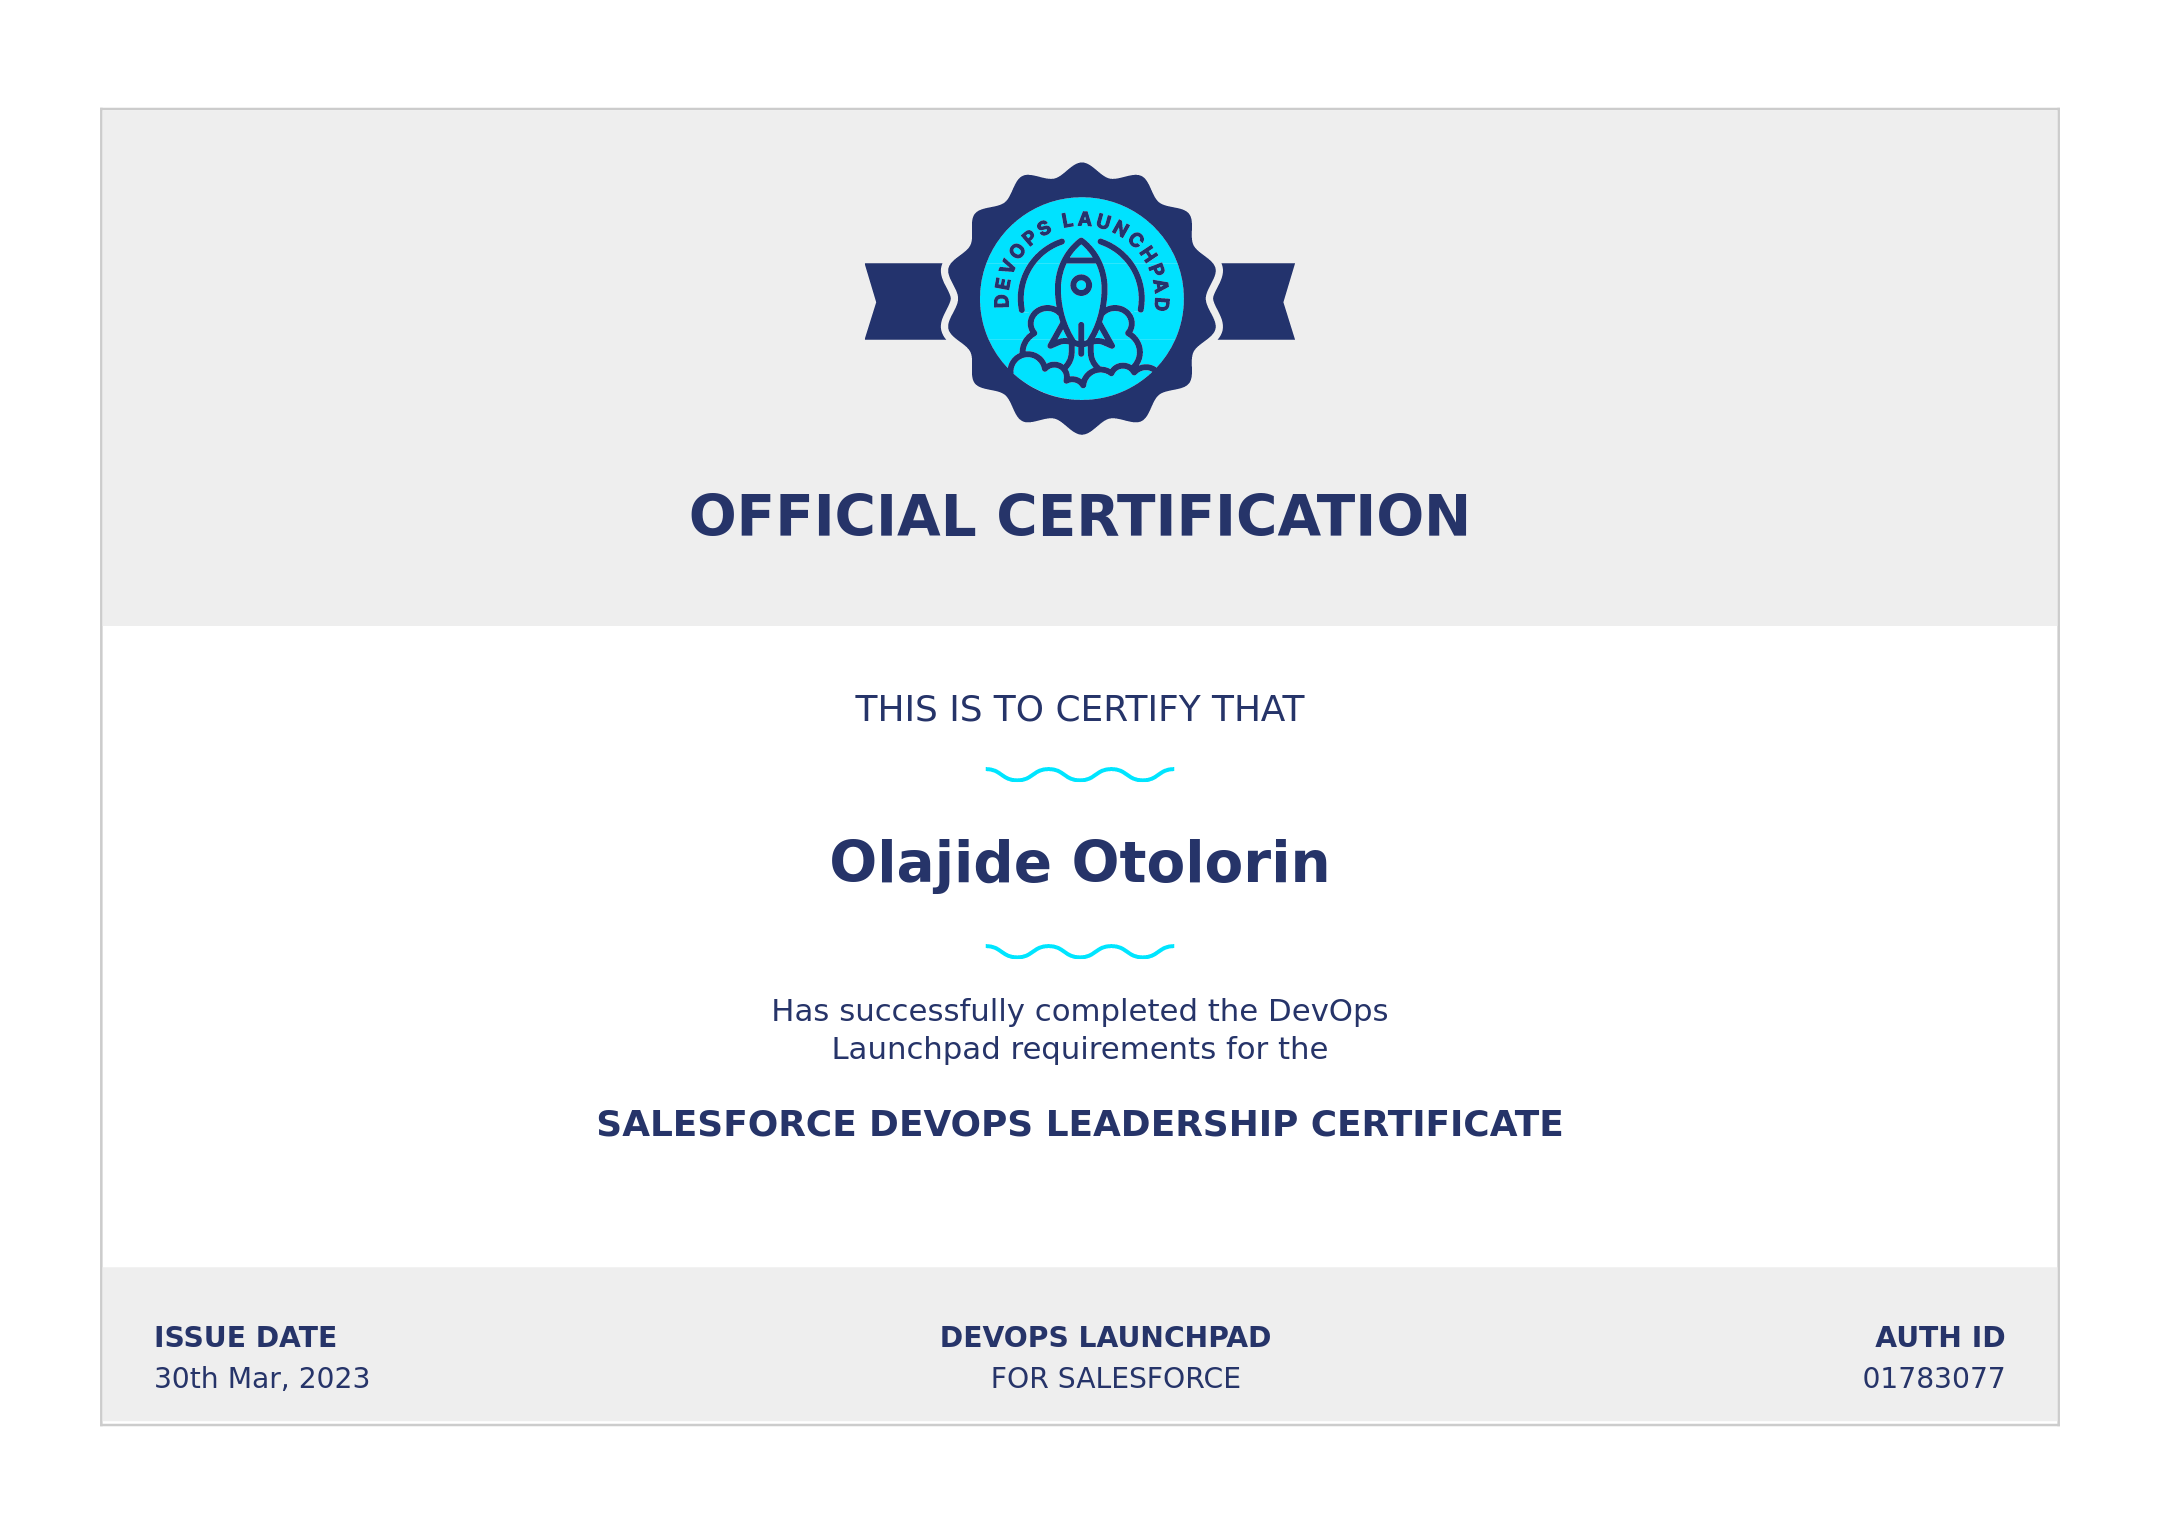 DEVOPS LAUNCHPAD
OFFICIAL CERTIFICATION
THIS IS TO CERTIFY THAT
Olajide Otolorin
Has successfully completed the DevOps
Launchpad requirements for the
SALESFORCE DEVOPS LEADERSHIP CERTIFICATE
ISSUE DATE
30th Mar, 2023
DEVOPS LAUNCHPAD
FOR SALESFORCE
AUTH ID
01783077